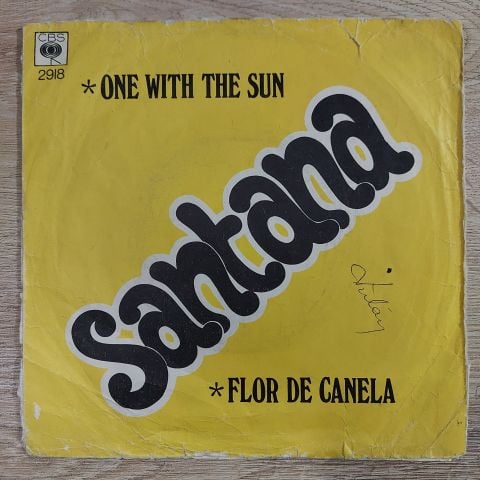 CBS
2918
* ONE WITH THE SUN
Santana
* FLOR DE CANELA